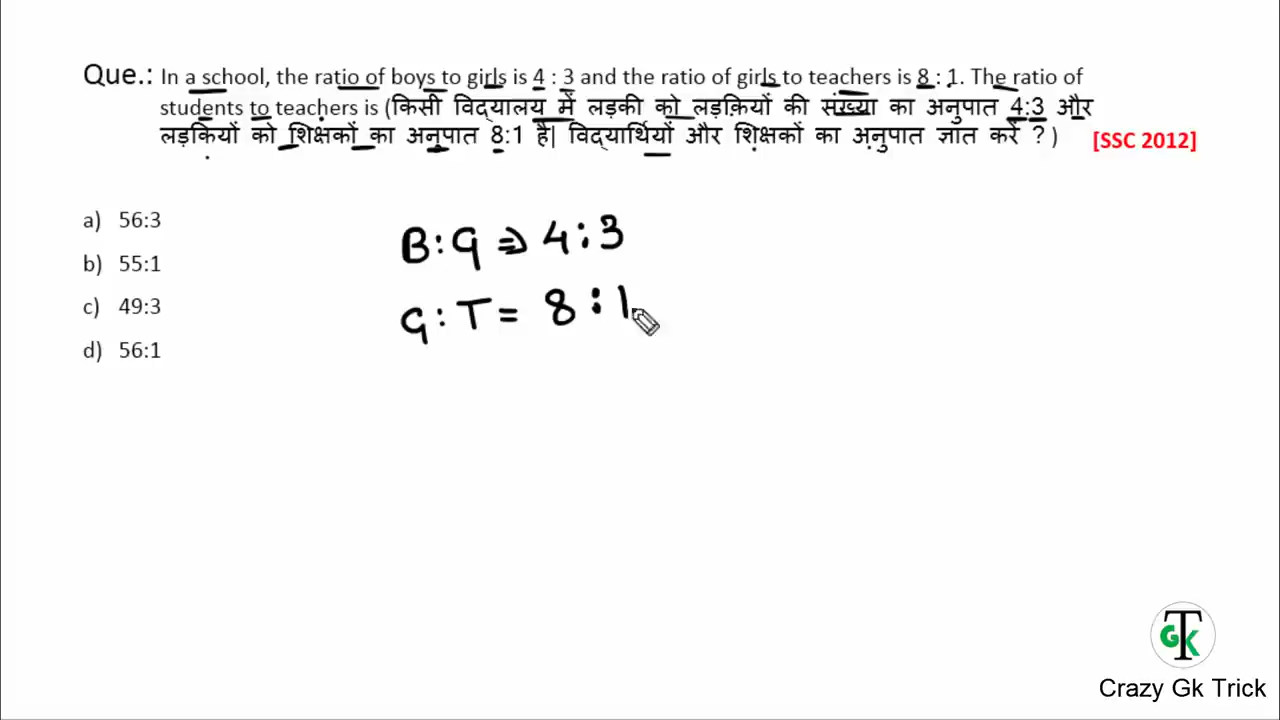 Que.: In a school, the ratio of boys to girls is 4 : 3 and the ratio of girls to teachers is 8 : 1. The ratio of
students to teachers is (किसी विद्यालय में लड़की को लड़क़ियों की संख्या का अनुपात 4:3 और
लड़कियों को शिक्षकों का अनुपात 8:1 है| विद्यार्थियों और शिक्षकों का अनुपात ज्ञात करें ? ) [SSC 2012]
a) 56:3
b) 55:1
c) 49:3
d) 56:1
B:G ⇒ 4:3
G:T = 8:1
GTK
Crazy Gk Trick